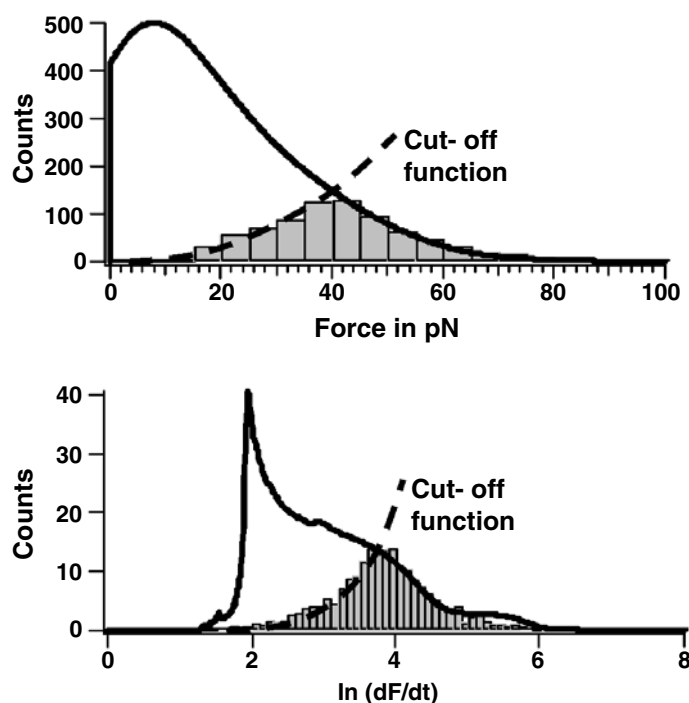 500
400
300
200
100
0
Counts
Cut- off
function
0 20 40 60 80 100
Force in pN
40
30
20
10
0
Counts
Cut- off
function
0 2 4 6 8
ln (dF/dt)